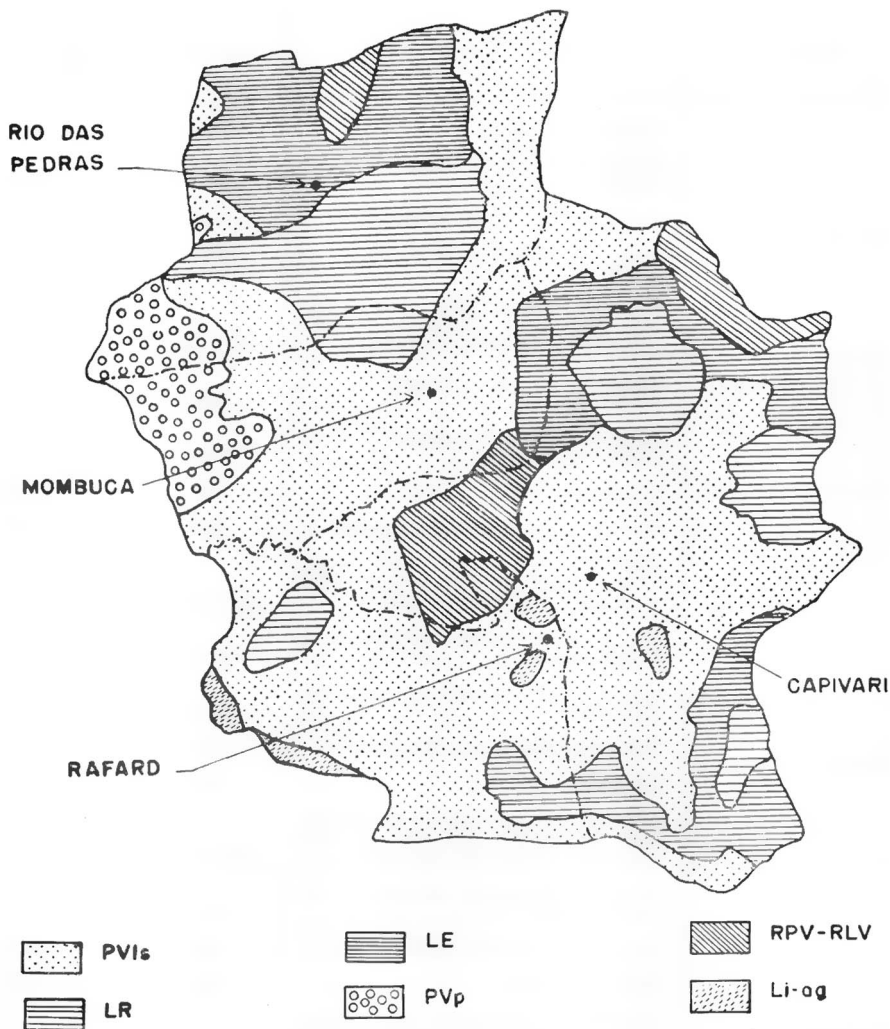 RIO DAS
PEDRAS
MOMBUCA
CAPIVARI
RAFARD
PVls
LE
RPV-RLV
LR
PVp
Li-ag